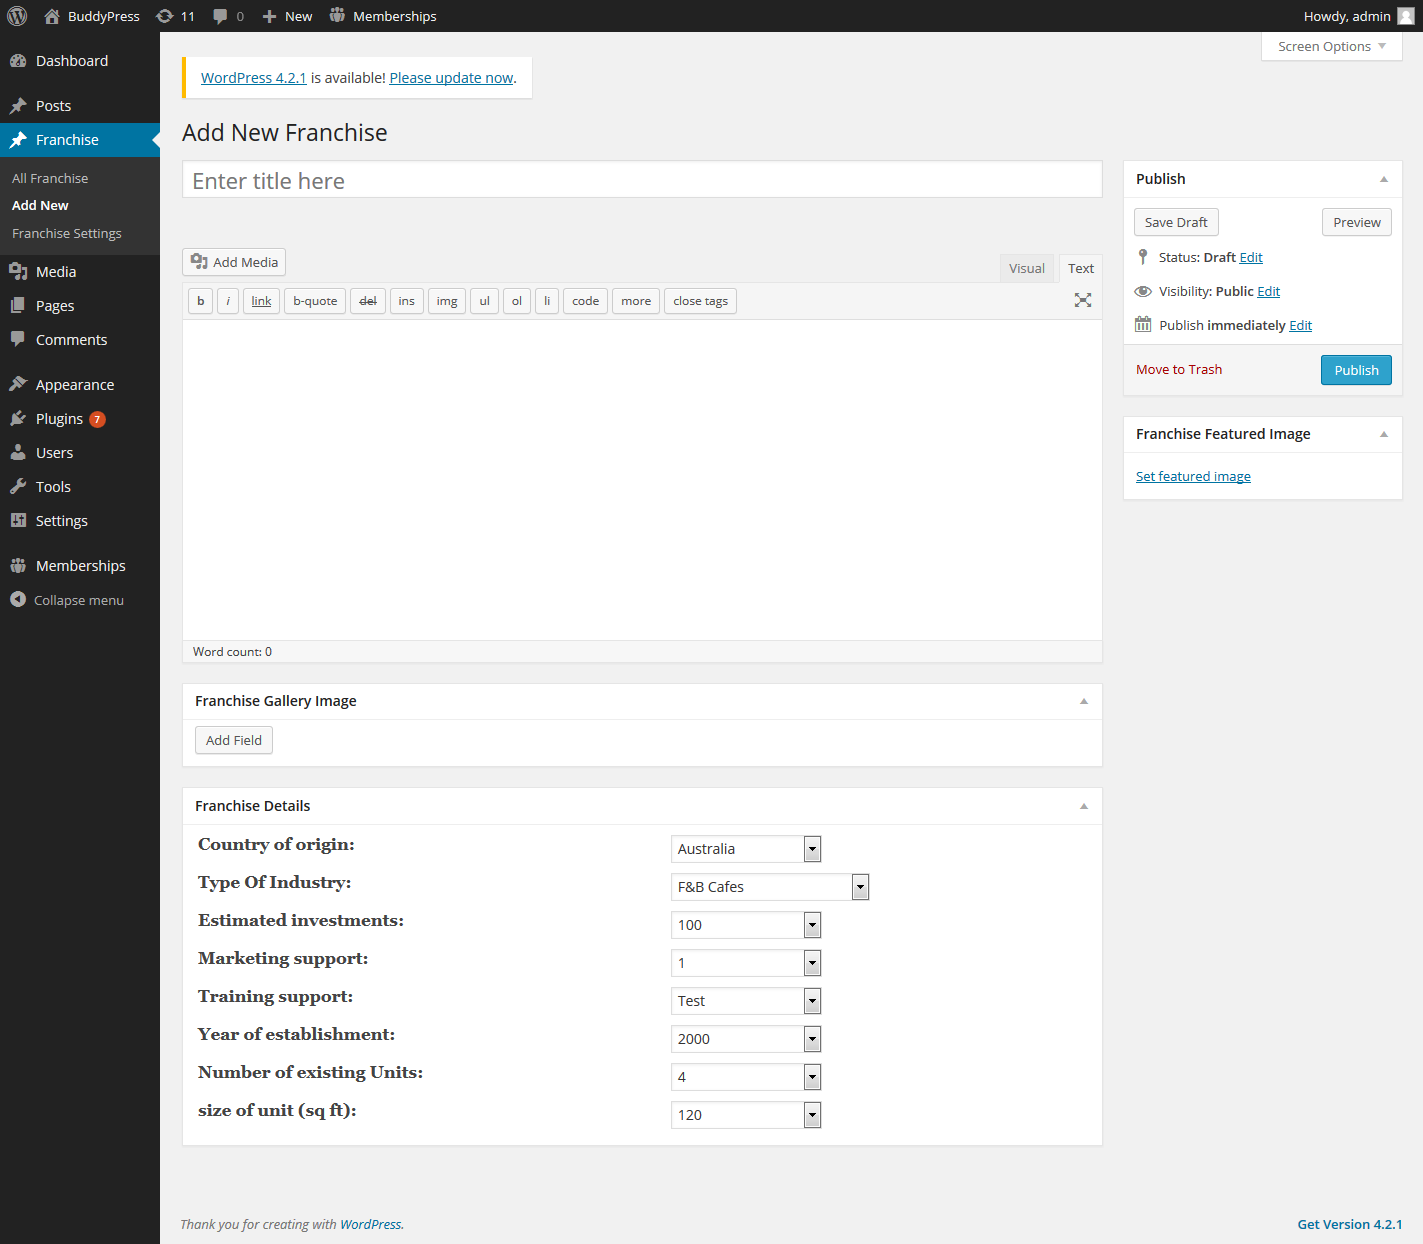 BuddyPress 11 0 New Memberships Howdy, admin
Screen Options
Dashboard
Posts
Franchise
All Franchise
Add New
Franchise Settings
Media
Pages
Comments
Appearance
Plugins 7
Users
Tools
Settings
Memberships
Collapse menu
WordPress 4.2.1 is available! Please update now.
Add New Franchise
Enter title here
Add Media
Visual Text
b i link b-quote del ins img ul ol li code more close tags
Word count: 0
Franchise Gallery Image
Add Field
Franchise Details
Country of origin: Australia
Type Of Industry: F&B Cafes
Estimated investments: 100
Marketing support: 1
Training support: Test
Year of establishment: 2000
Number of existing Units: 4
size of unit (sq ft): 120
Publish
Save Draft Preview
Status: Draft Edit
Visibility: Public Edit
Publish immediately Edit
Move to Trash Publish
Franchise Featured Image
Set featured image
Thank you for creating with WordPress.
Get Version 4.2.1